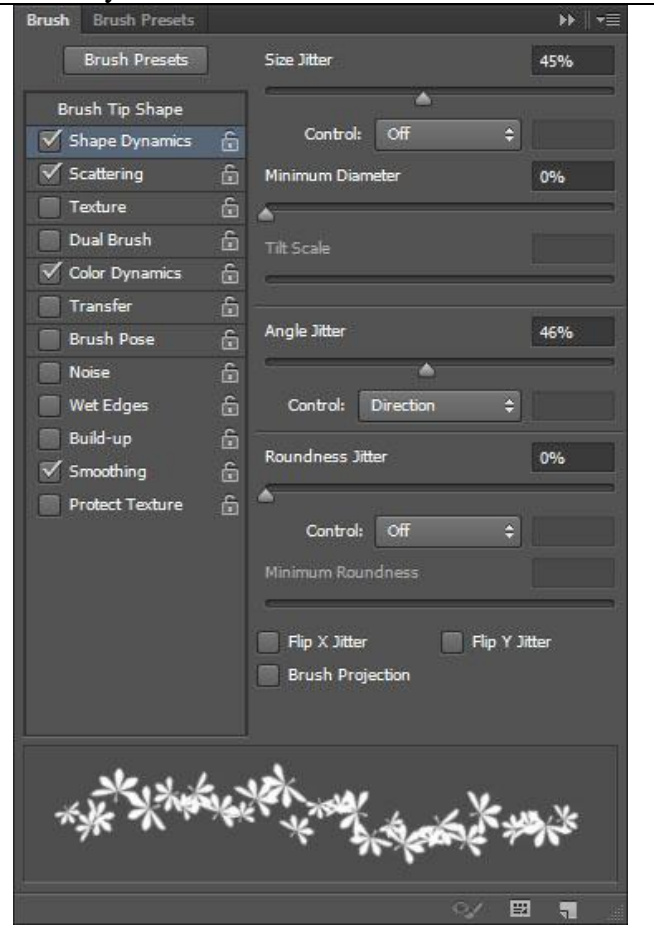 Brush Brush Presets
Brush Presets
Brush Tip Shape
Shape Dynamics
Scattering
Texture
Dual Brush
Color Dynamics
Transfer
Brush Pose
Noise
Wet Edges
Build-up
Smoothing
Protect Texture
Size Jitter 45%
Control: Off
Minimum Diameter 0%
Tilt Scale
Angle Jitter 46%
Control: Direction
Roundness Jitter 0%
Control: Off
Minimum Roundness
Flip X Jitter Flip Y Jitter
Brush Projection